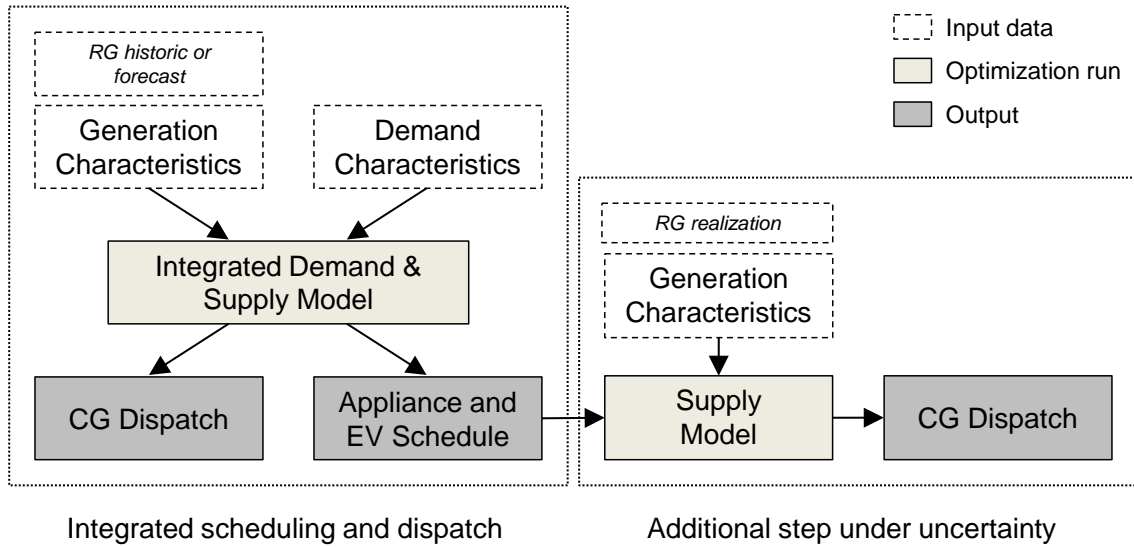 RG historic or
forecast
Generation
Characteristics
Demand
Characteristics
Integrated Demand &
Supply Model
CG Dispatch
Appliance and
EV Schedule
Integrated scheduling and dispatch
Input data
Optimization run
Output
RG realization
Generation
Characteristics
Supply
Model
CG Dispatch
Additional step under uncertainty